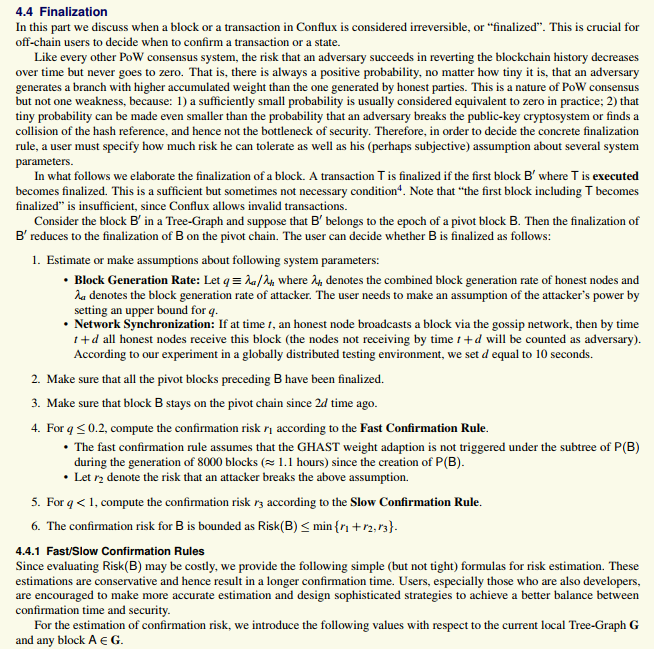 4.4 Finalization
In this part we discuss when a block or a transaction in Conflux is considered irreversible, or “finalized”. This is crucial for
off-chain users to decide when to confirm a transaction or a state.
Like every other PoW consensus system, the risk that an adversary succeeds in reverting the blockchain history decreases
over time but never goes to zero. That is, there is always a positive probability, no matter how tiny it is, that an adversary
generates a branch with higher accumulated weight than the one generated by honest parties. This is a nature of PoW consensus
but not one weakness, because: 1) a sufficiently small probability is usually considered equivalent to zero in practice; 2) that
tiny probability can be made even smaller than the probability that an adversary breaks the public-key cryptosystem or finds a
collision of the hash reference, and hence not the bottleneck of security. Therefore, in order to decide the concrete finalization
rule, a user must specify how much risk he can tolerate as well as his (perhaps subjective) assumption about several system
parameters.
In what follows we elaborate the finalization of a block. A transaction T is finalized if the first block B′ where T is executed
becomes finalized. This is a sufficient but sometimes not necessary condition⁴. Note that “the first block including T becomes
finalized” is insufficient, since Conflux allows invalid transactions.
Consider the block B′ in a Tree-Graph and suppose that B′ belongs to the epoch of a pivot block B. Then the finalization of
B′ reduces to the finalization of B on the pivot chain. The user can decide whether B is finalized as follows:
1. Estimate or make assumptions about following system parameters:
• Block Generation Rate: Let q ≡ λₐ/λₕ where λₕ denotes the combined block generation rate of honest nodes and
λₐ denotes the block generation rate of attacker. The user needs to make an assumption of the attacker’s power by
setting an upper bound for q.
• Network Synchronization: If at time t, an honest node broadcasts a block via the gossip network, then by time
t+d all honest nodes receive this block (the nodes not receiving by time t+d will be counted as adversary).
According to our experiment in a globally distributed testing environment, we set d equal to 10 seconds.
2. Make sure that all the pivot blocks preceding B have been finalized.
3. Make sure that block B stays on the pivot chain since 2d time ago.
4. For q ≤ 0.2, compute the confirmation risk r₁ according to the Fast Confirmation Rule.
• The fast confirmation rule assumes that the GHAST weight adaption is not triggered under the subtree of P(B)
during the generation of 8000 blocks (≈ 1.1 hours) since the creation of P(B).
• Let r₂ denote the risk that an attacker breaks the above assumption.
5. For q < 1, compute the confirmation risk r₃ according to the Slow Confirmation Rule.
6. The confirmation risk for B is bounded as Risk(B) ≤ min{r₁+r₂,r₃}.
4.4.1 Fast/Slow Confirmation Rules
Since evaluating Risk(B) may be costly, we provide the following simple (but not tight) formulas for risk estimation. These
estimations are conservative and hence result in a longer confirmation time. Users, especially those who are also developers,
are encouraged to make more accurate estimation and design sophisticated strategies to achieve a better balance between
confirmation time and security.
For the estimation of confirmation risk, we introduce the following values with respect to the current local Tree-Graph G
and any block A ∈ G.